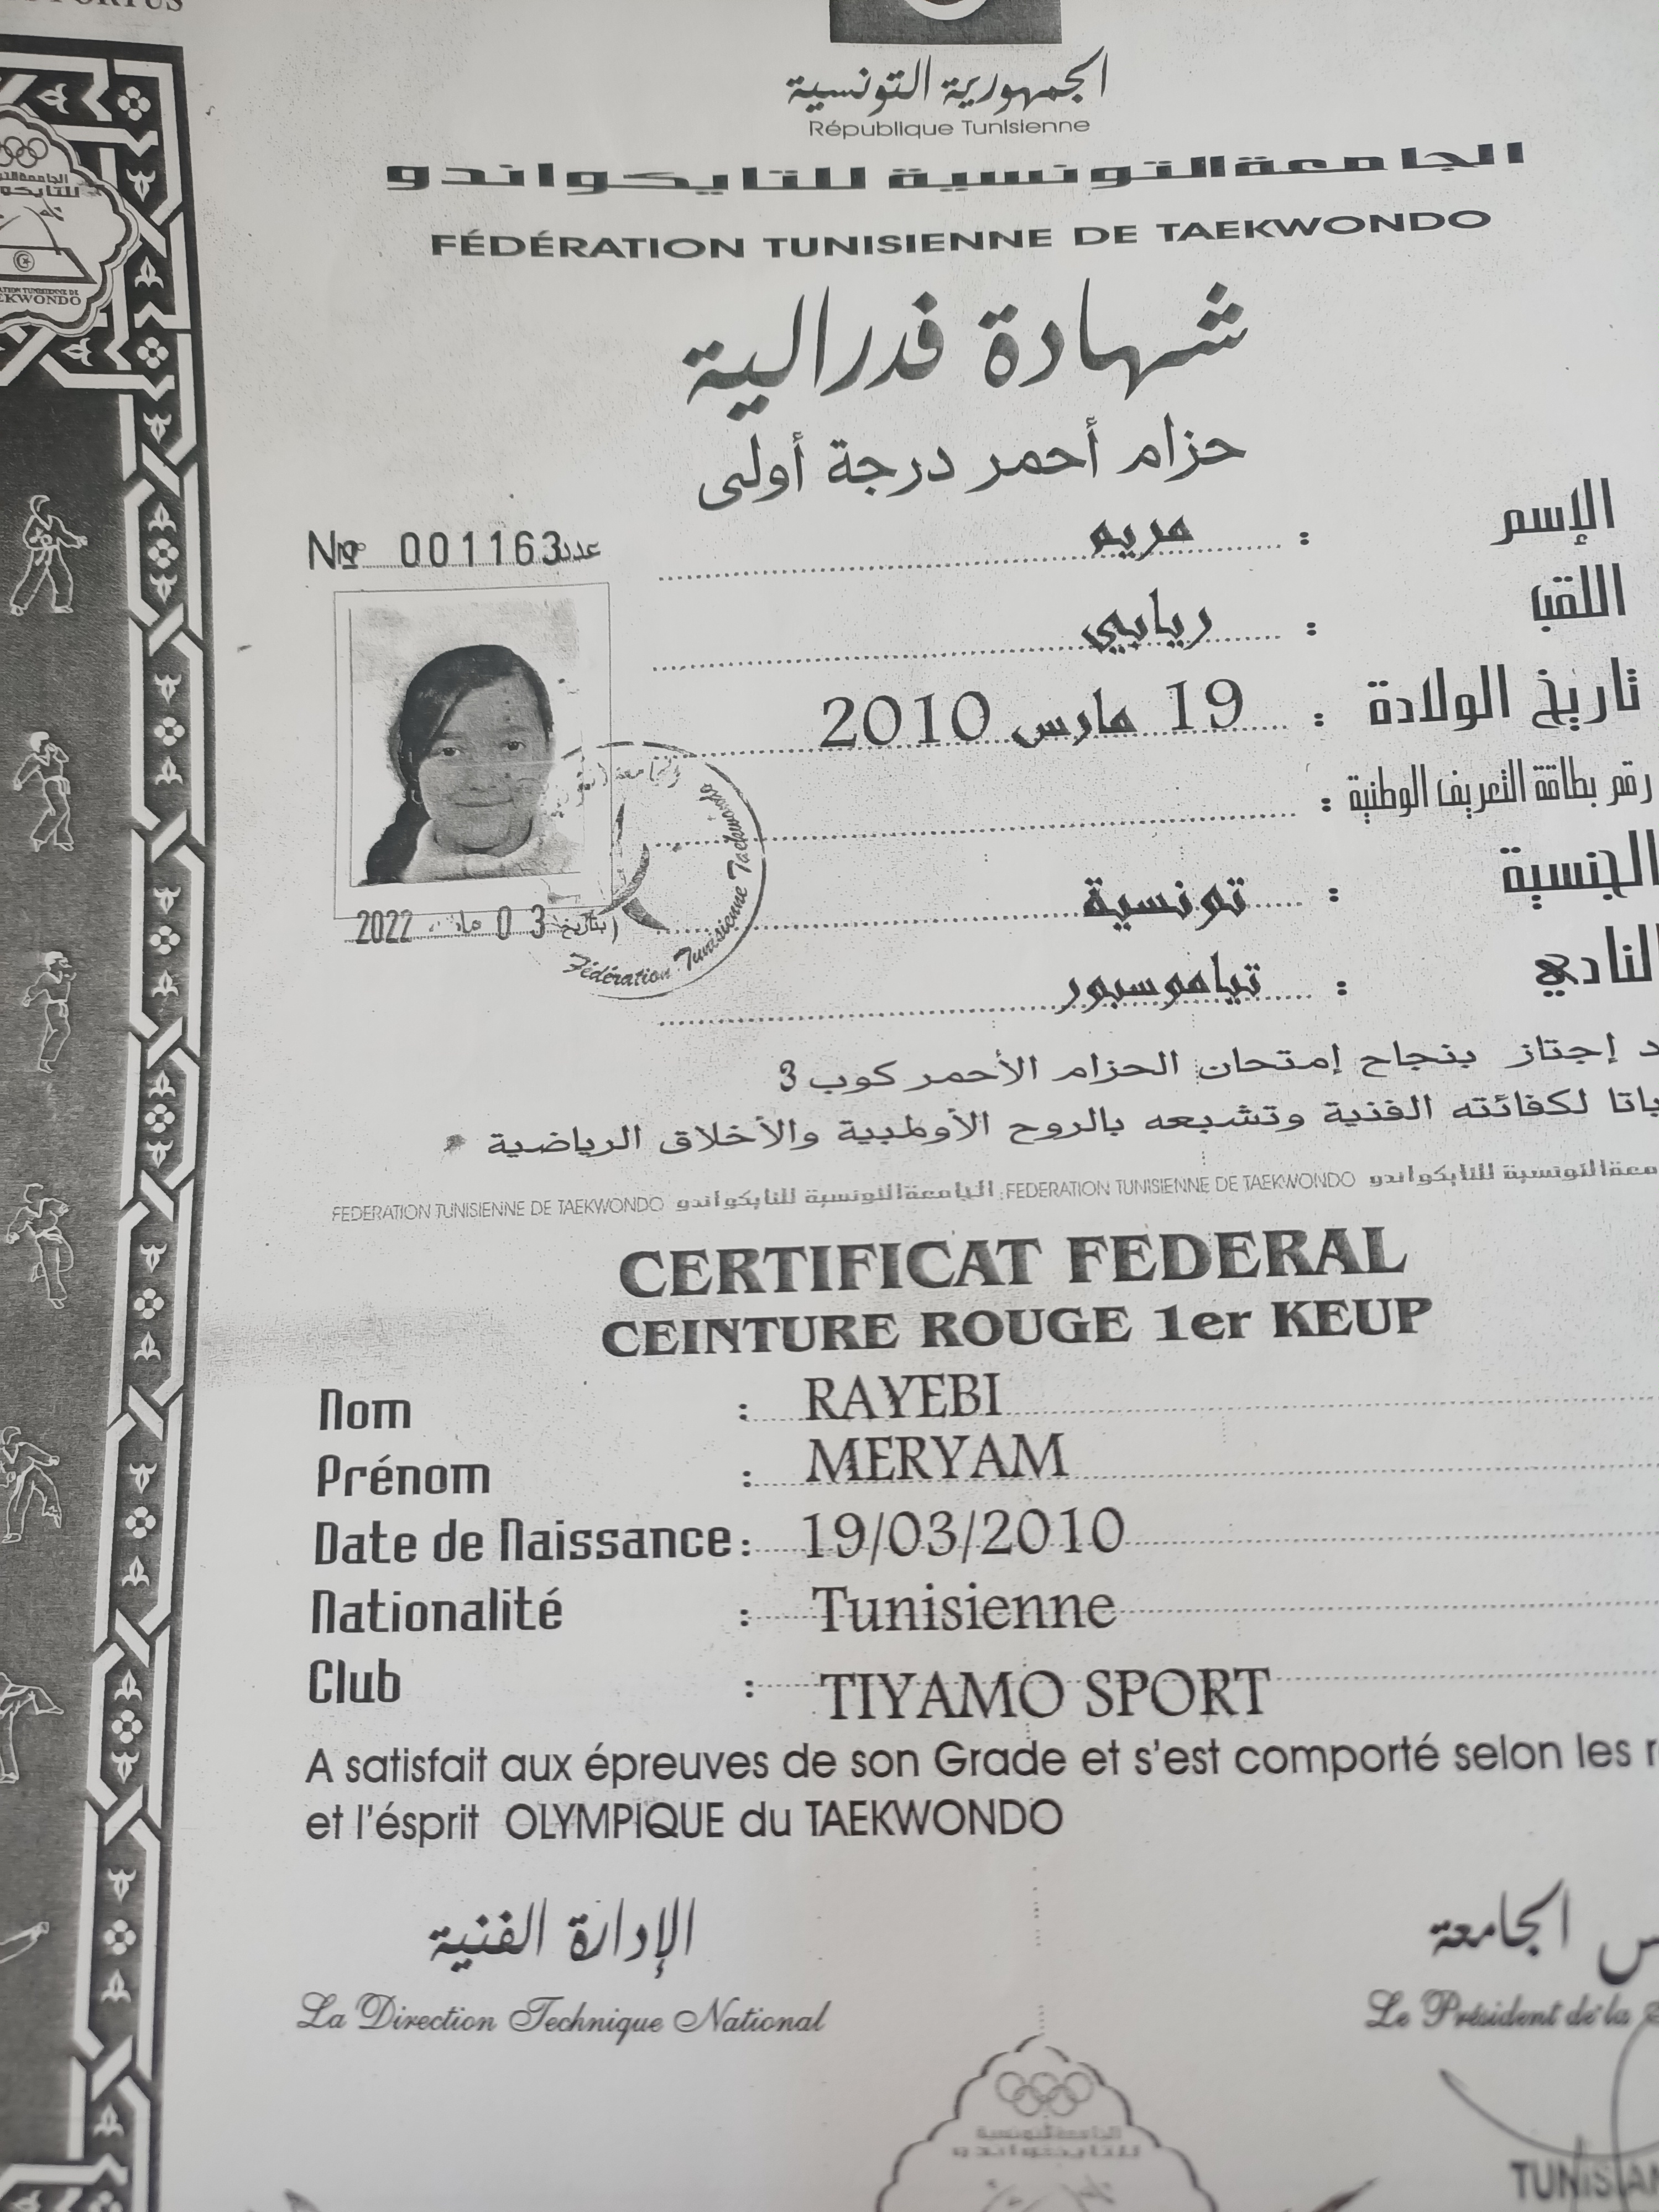 الجمهورية التونسية
République Tunisienne
الجامعة التونسية للتايكواندو
FÉDÉRATION TUNISIENNE DE TAEKWONDO
شهادة فدرالية
حزام أحمر درجة أولى
Nº 001163 عدد
الإسم : مريم
اللقب : ريابي
تاريخ الولادة : 19 مارس 2010
رقم بطاقة التعريف الوطنية :
الجنسية : تونسية
النادي : تيامو سبور
بتاريخ 0 3 2022
Fédération Tunisienne Taekwondo
إجتاز بنجاح إمتحان الحزام الأحمر كوب 3
لكفائته الفنية وتشبعه بالروح الأولمبية والأخلاق الرياضية
FEDERATION TUNISIENNE DE TAEKWONDO الجامعة التونسية للتايكواندو FEDERATION TUNISIENNE DE TAEKWONDO التونسية للتايكواندو
CERTIFICAT FEDERAL
CEINTURE ROUGE 1er KEUP
Nom : RAYEBI
Prénom : MERYAM
Date de Naissance : 19/03/2010
Nationalité : Tunisienne
Club : TIYAMO SPORT
A satisfait aux épreuves de son Grade et s'est comporté selon les
et l'ésprit OLYMPIQUE du TAEKWONDO
الإدارة الفنية
الجامعة
La Direction Technique National
Le Président de la